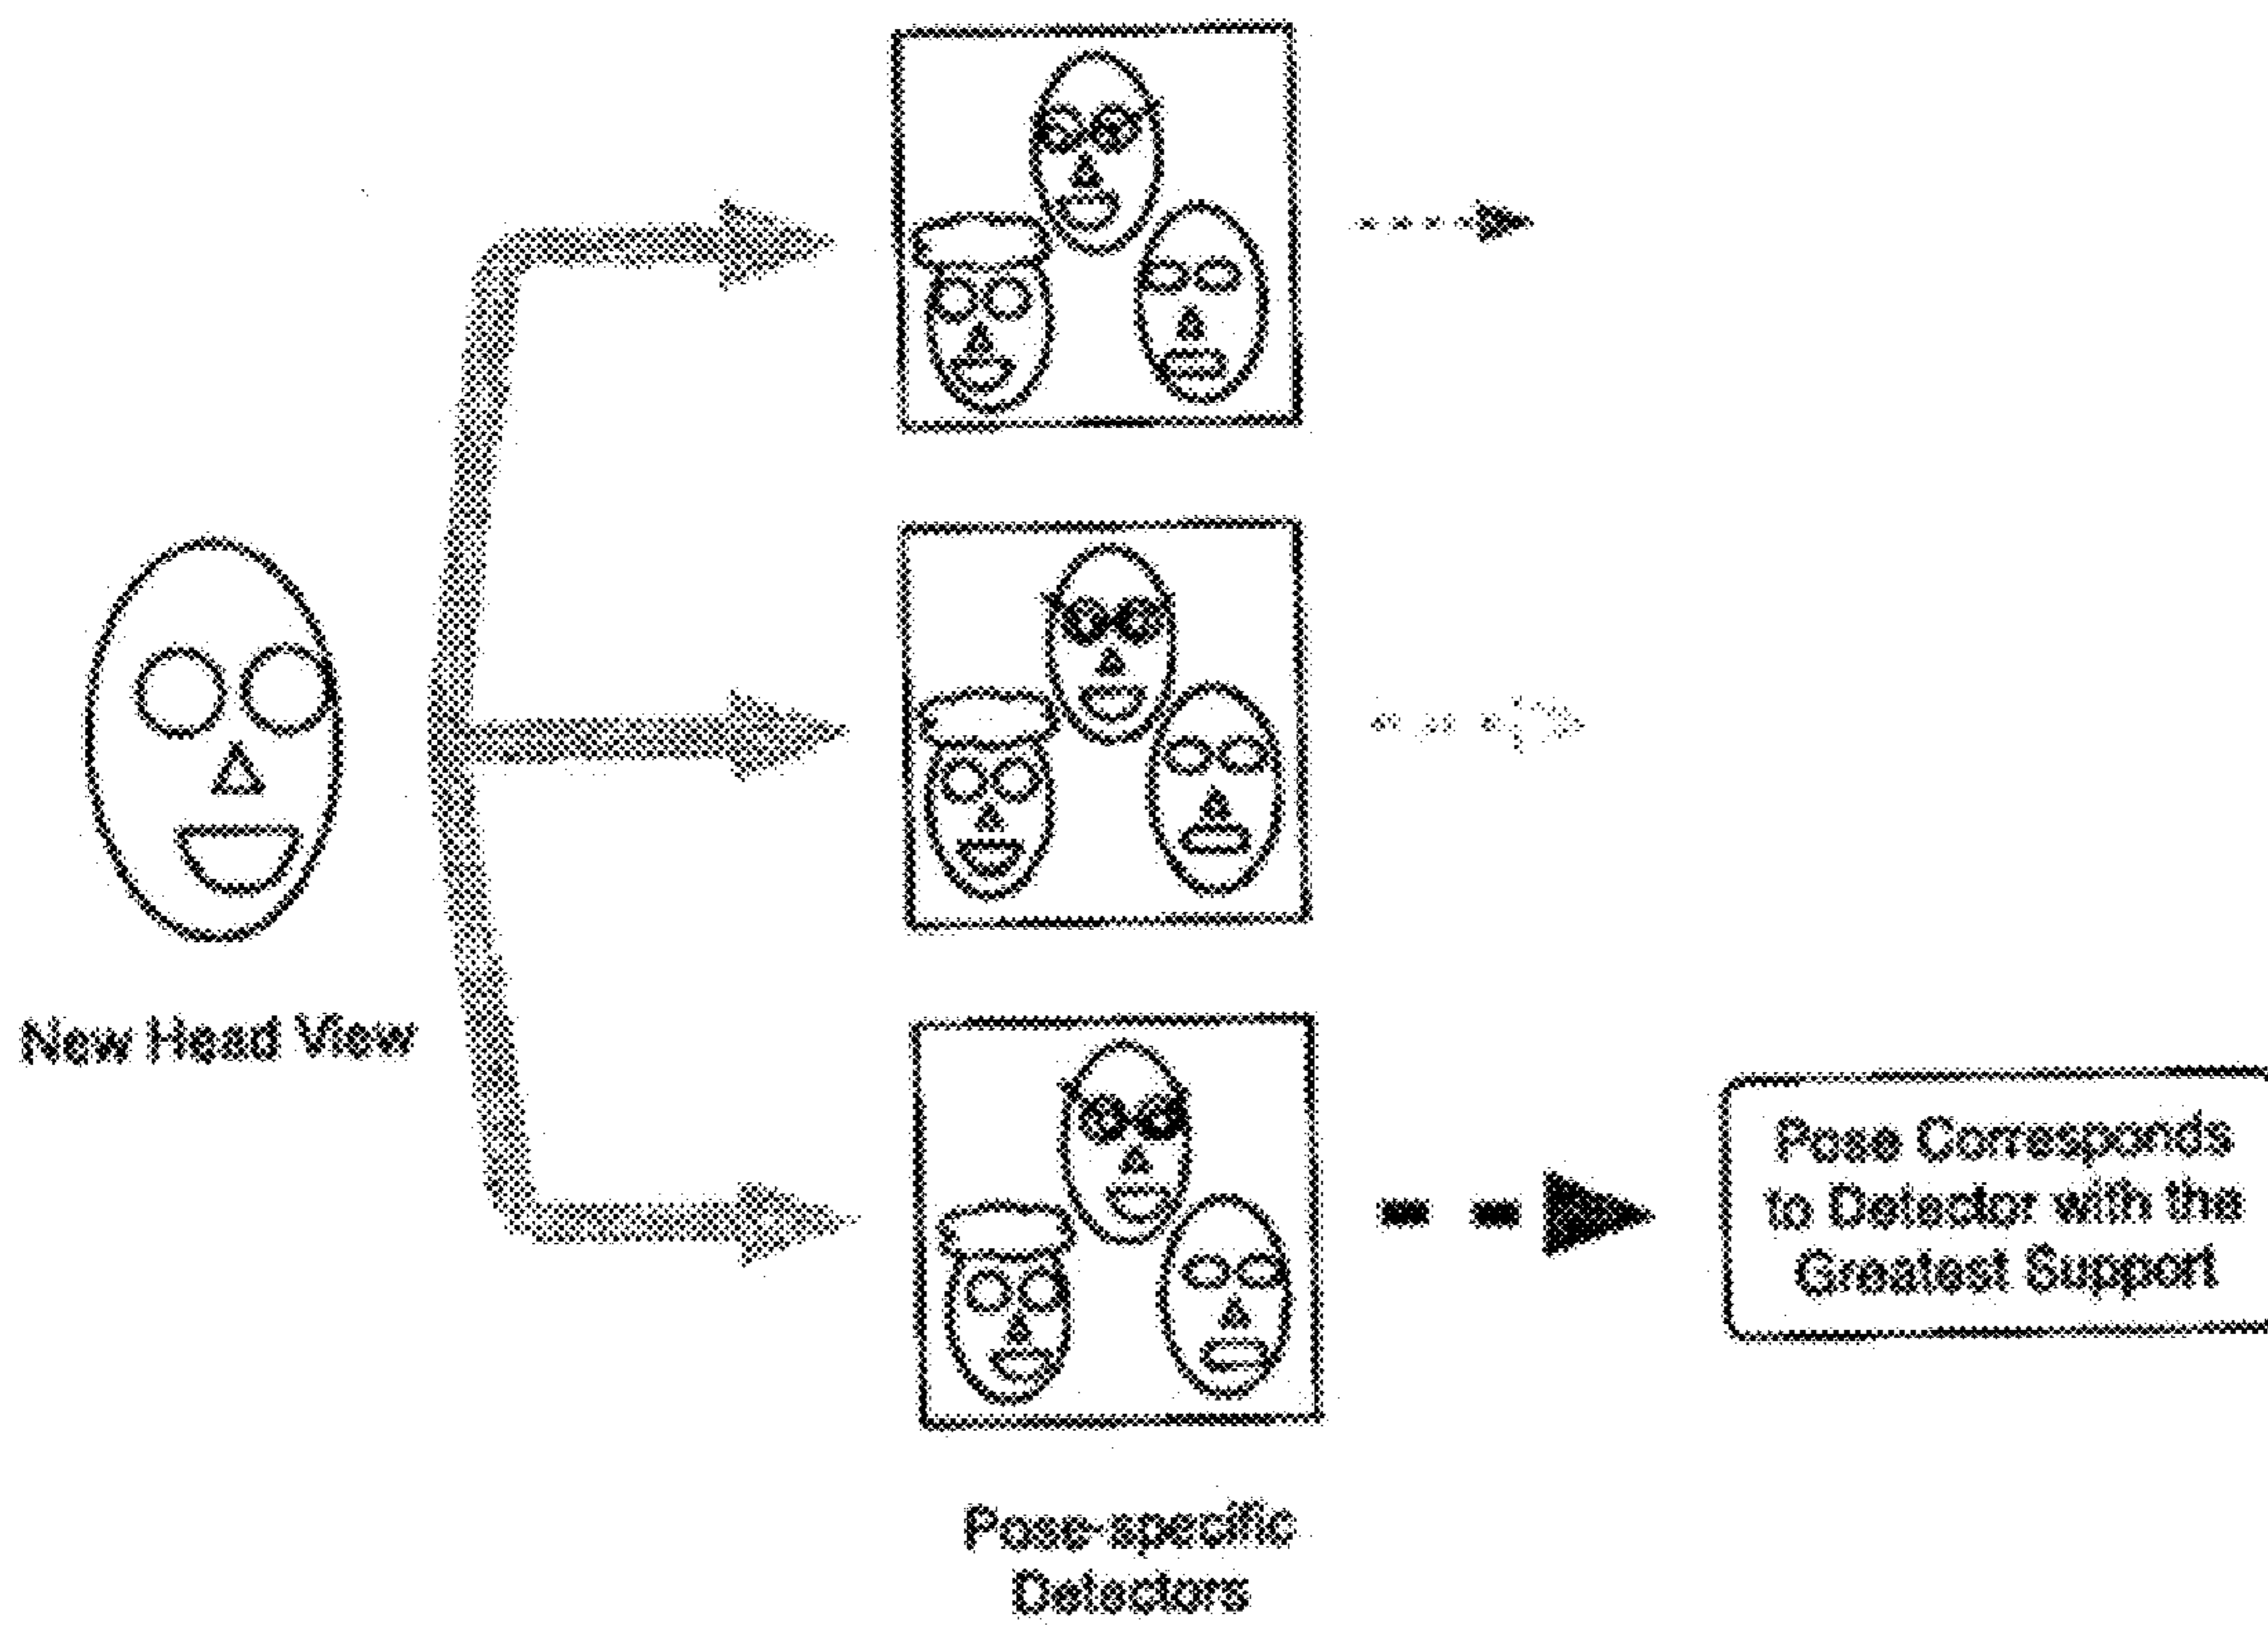 New Head View
Pose-specific
Detectors
Pose Corresponds
to Detector with the
Greatest Support